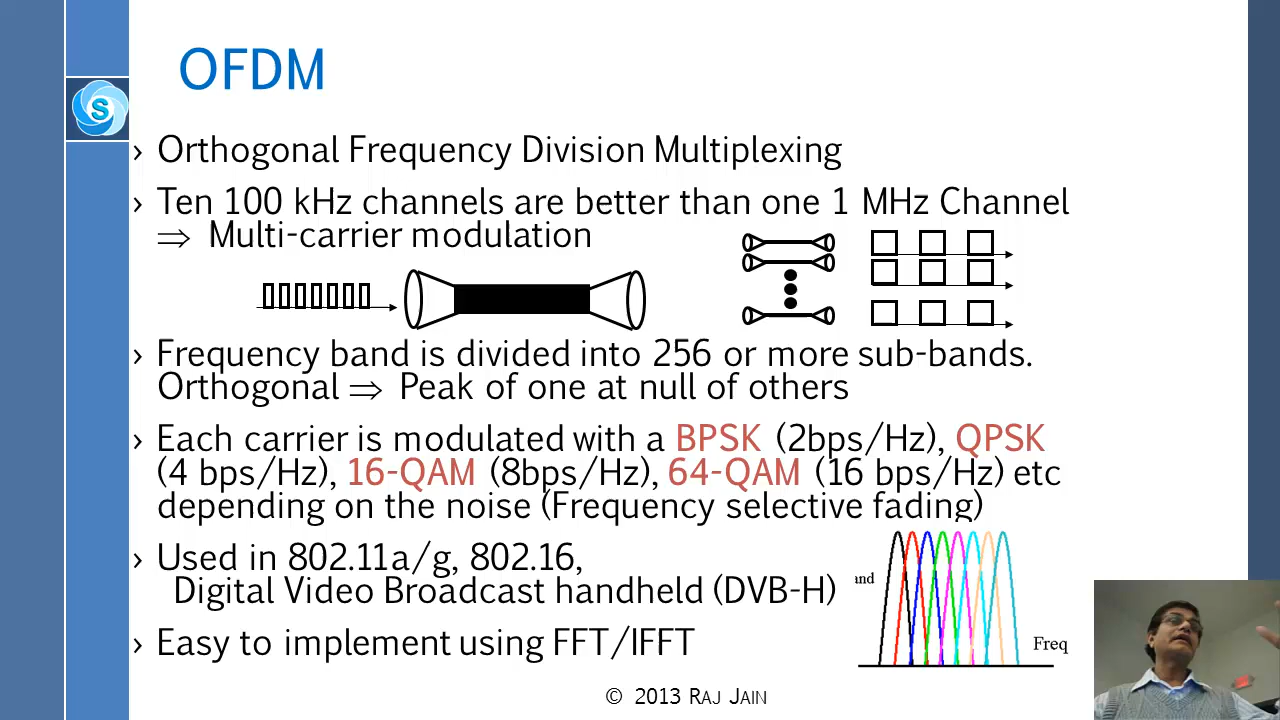 OFDM
S
› Orthogonal Frequency Division Multiplexing
› Ten 100 kHz channels are better than one 1 MHz Channel
⇒ Multi-carrier modulation
› Frequency band is divided into 256 or more sub-bands.
Orthogonal ⇒ Peak of one at null of others
› Each carrier is modulated with a BPSK (2bps/Hz), QPSK
(4 bps/Hz), 16-QAM (8bps/Hz), 64-QAM (16 bps/Hz) etc
depending on the noise (Frequency selective fading)
› Used in 802.11a/g, 802.16,
Digital Video Broadcast handheld (DVB-H)
und
Freq
› Easy to implement using FFT/IFFT
© 2013 RAJ JAIN